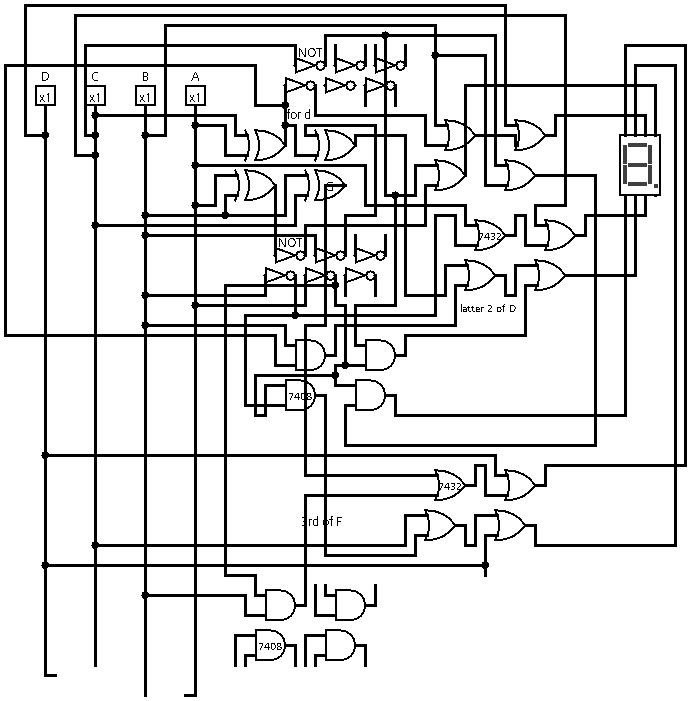 NOT
D C B A
x1 x1 x1 x1
for d
G
7432
NOT
latter 2 of D
7408
7432
3rd of F
7408